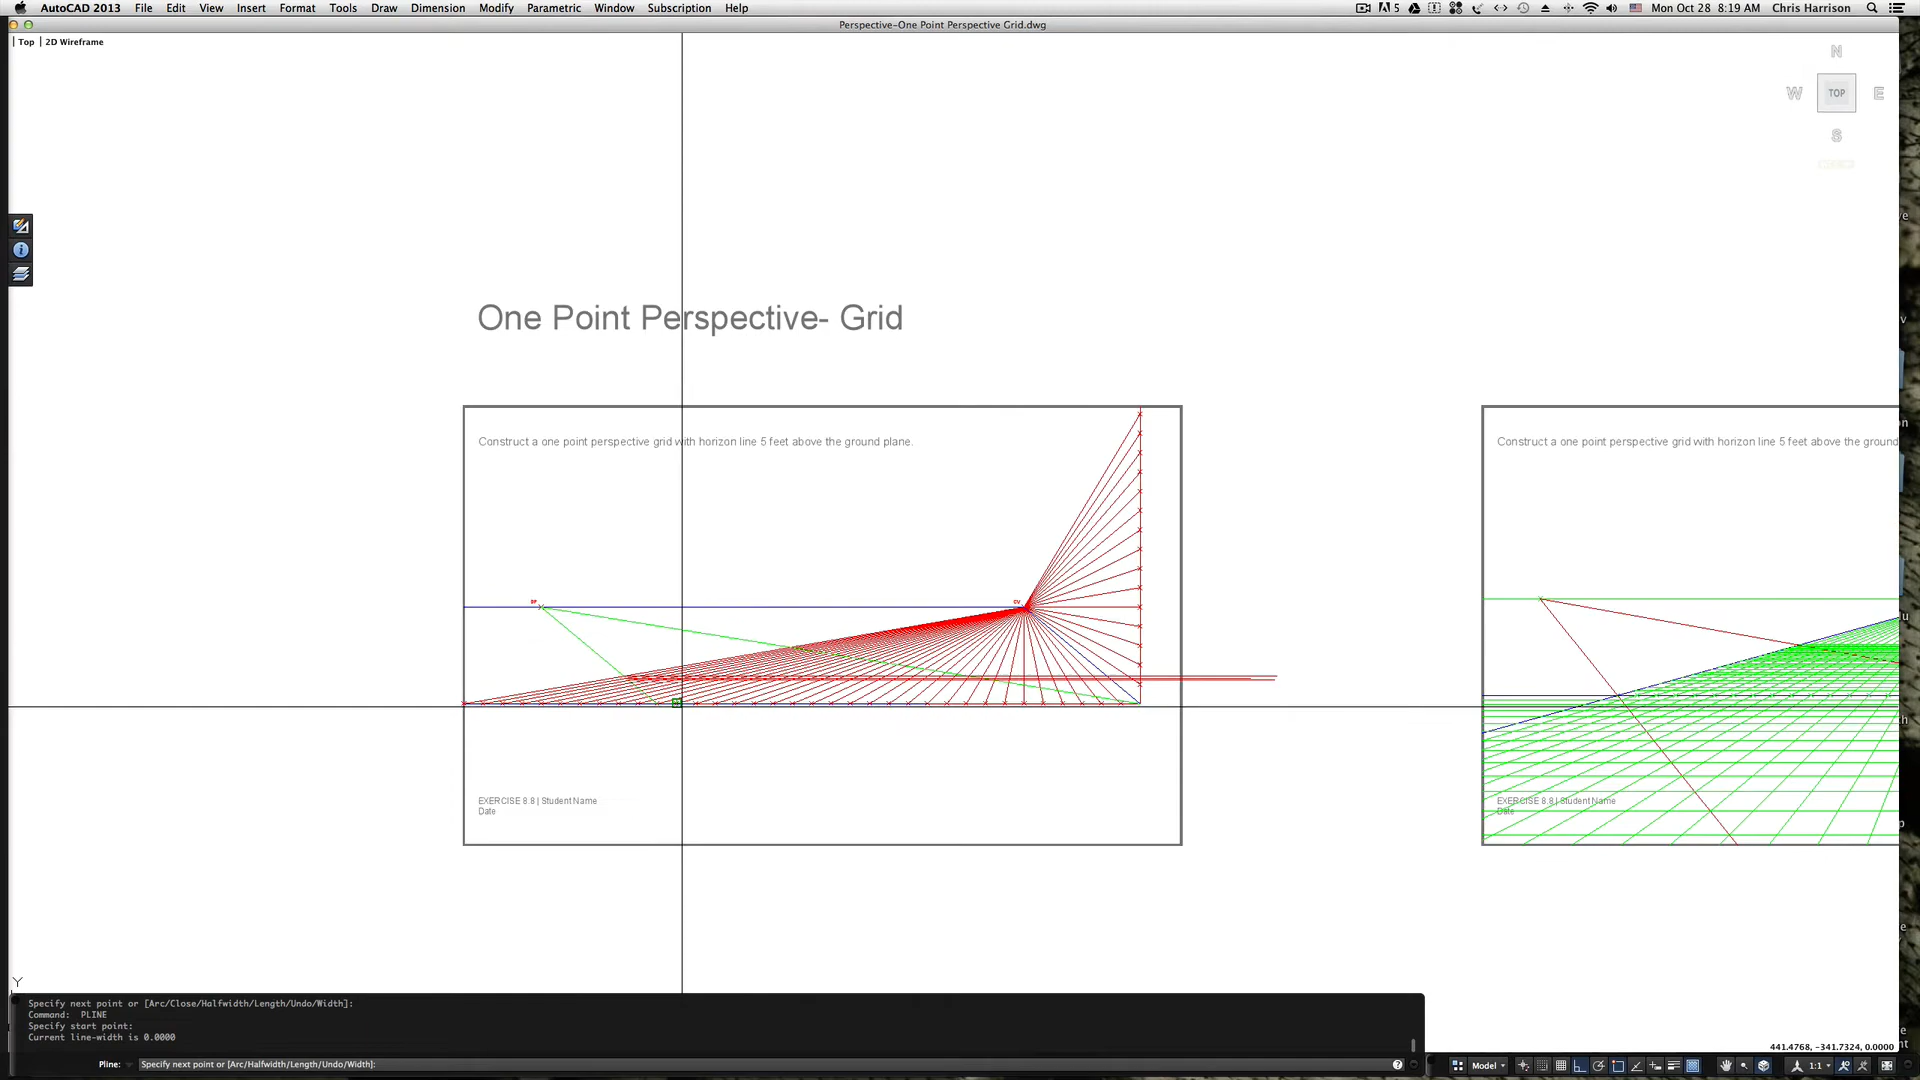 AutoCAD 2013 File Edit View Insert Format Tools Draw Dimension Modify Parametric Window Subscription Help
5 Mon Oct 28 8:19 AM Chris Harrison
Perspective-One Point Perspective Grid.dwg
| Top | 2D Wireframe
N
W TOP E
S
One Point Perspective- Grid
Construct a one point perspective grid with horizon line 5 feet above the ground plane.
Construct a one point perspective grid with horizon line 5 feet above the ground
CV
EXERCISE 8.8 | Student Name
Date
EXERCISE 8.8 | Student Name
Date
Y
Specify next point or [Arc/Close/Halfwidth/Length/Undo/Width]:
Command: PLINE
Specify start point:
Current line-width is 0.0000
Pline: Specify next point or [Arc/Halfwidth/Length/Undo/Width]:
441.4768, -341.7324, 0.0000
Model 1:1